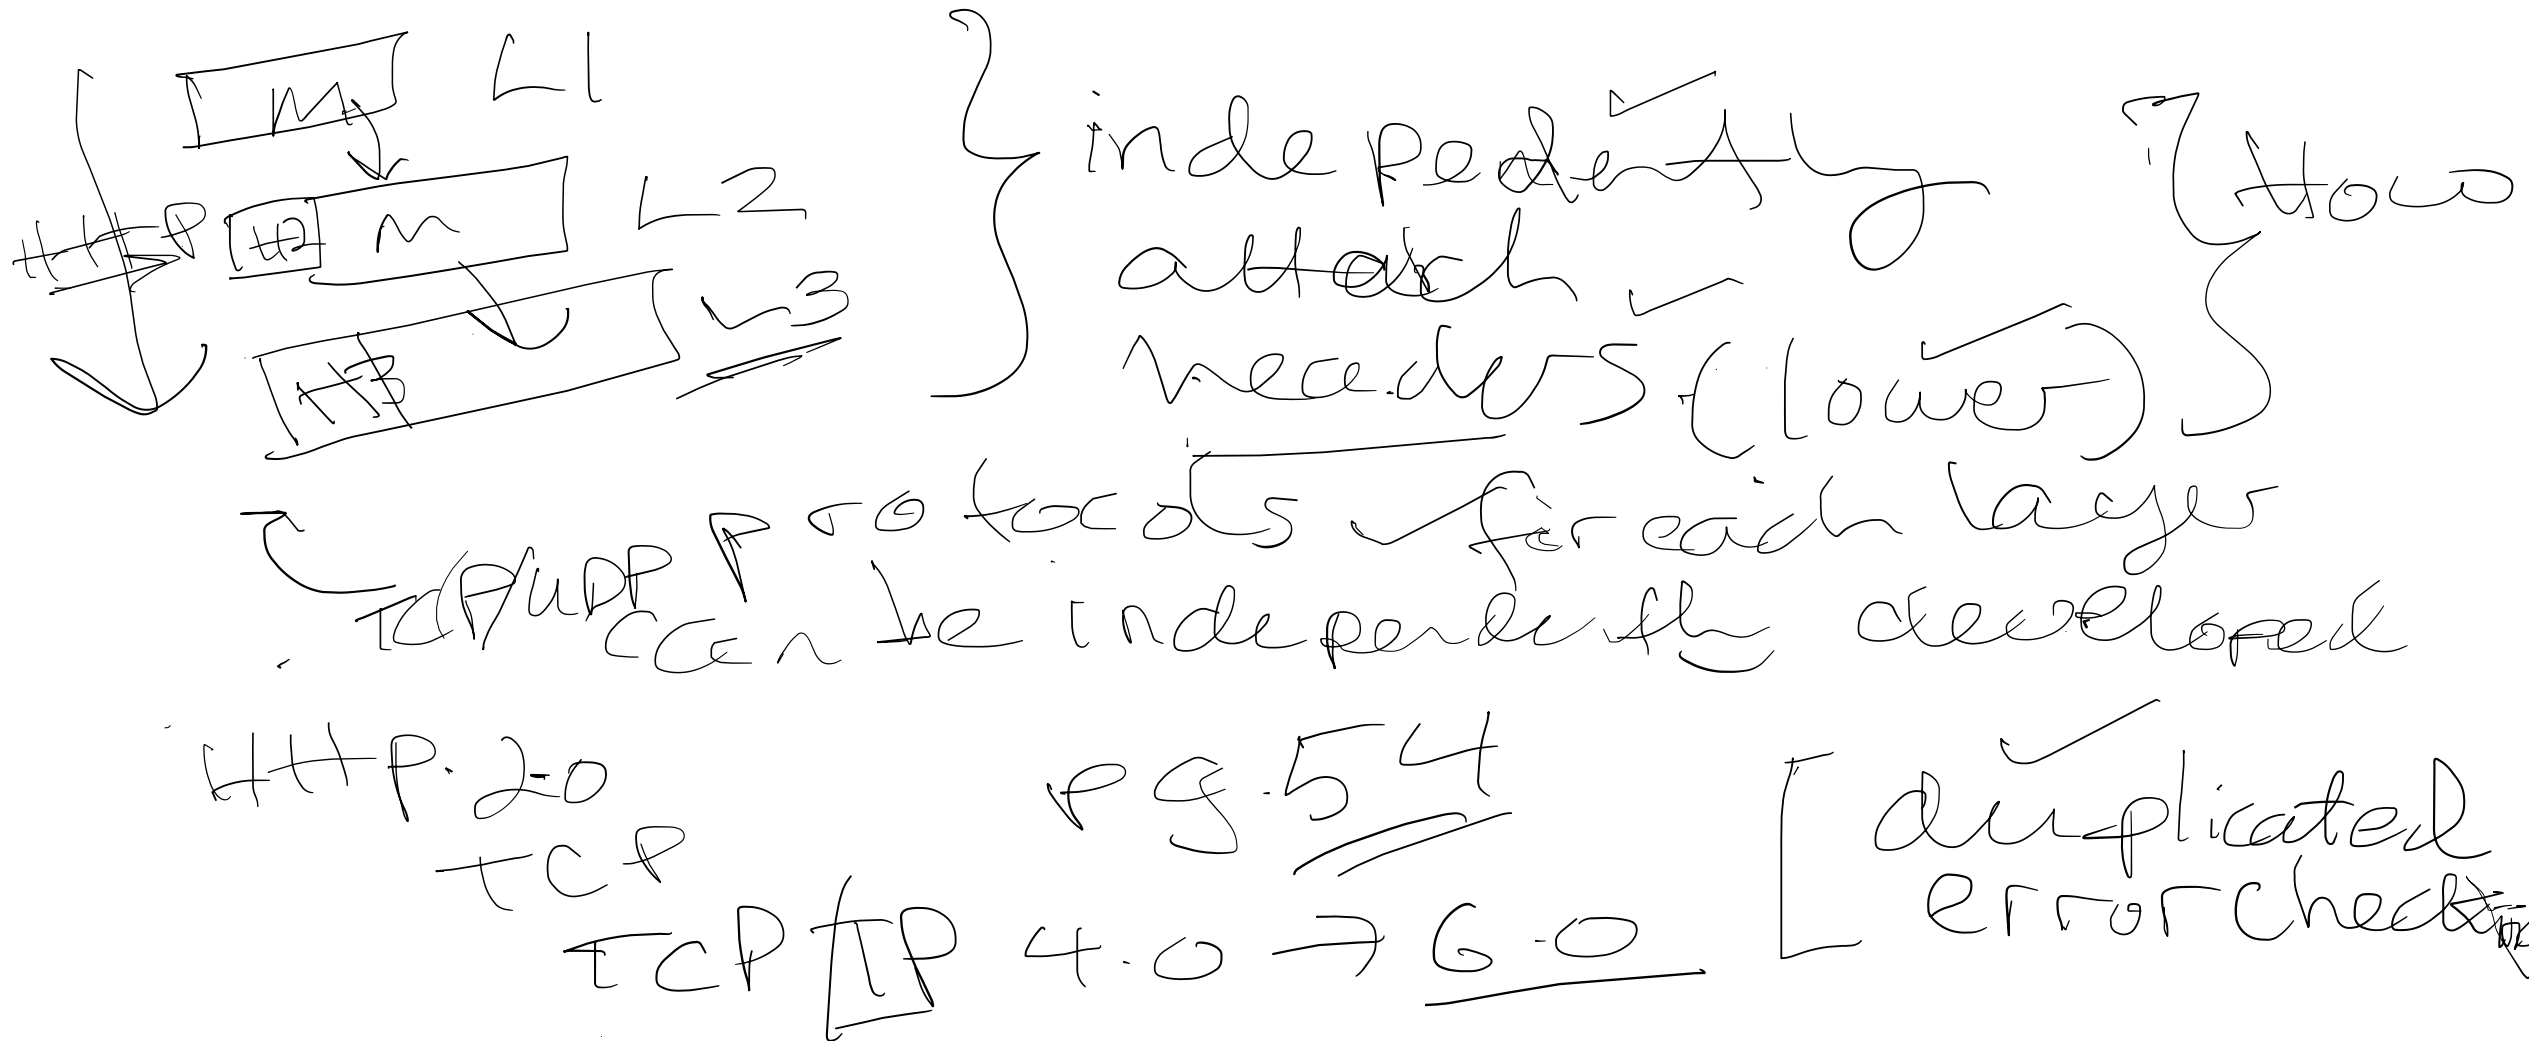 M L1
HTTP H2 M L2
H3 L3
independently
attach
headers (lower)
How
protocols for each layer
TCP/UDP can be independently developed
HTTP. 2.0
TCP
TCP/IP 4.0 → 6.0
pg. 54
duplicated
error checking